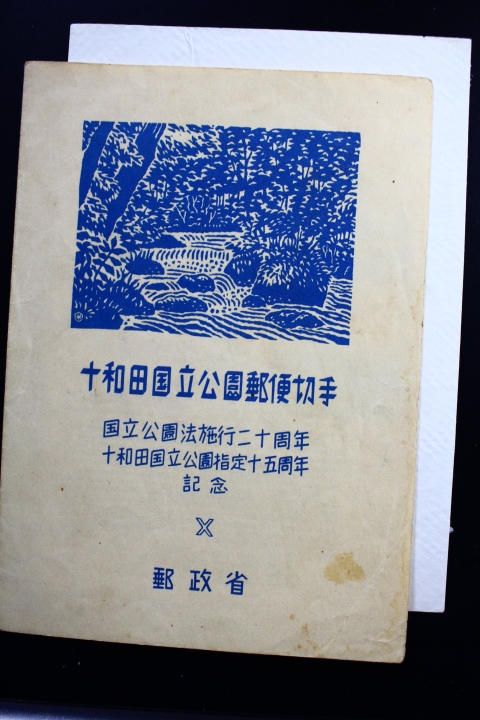 十和田国立公園郵便切手
国立公園法施行二十周年
十和田国立公園指定十五周年
記念
X
郵政省